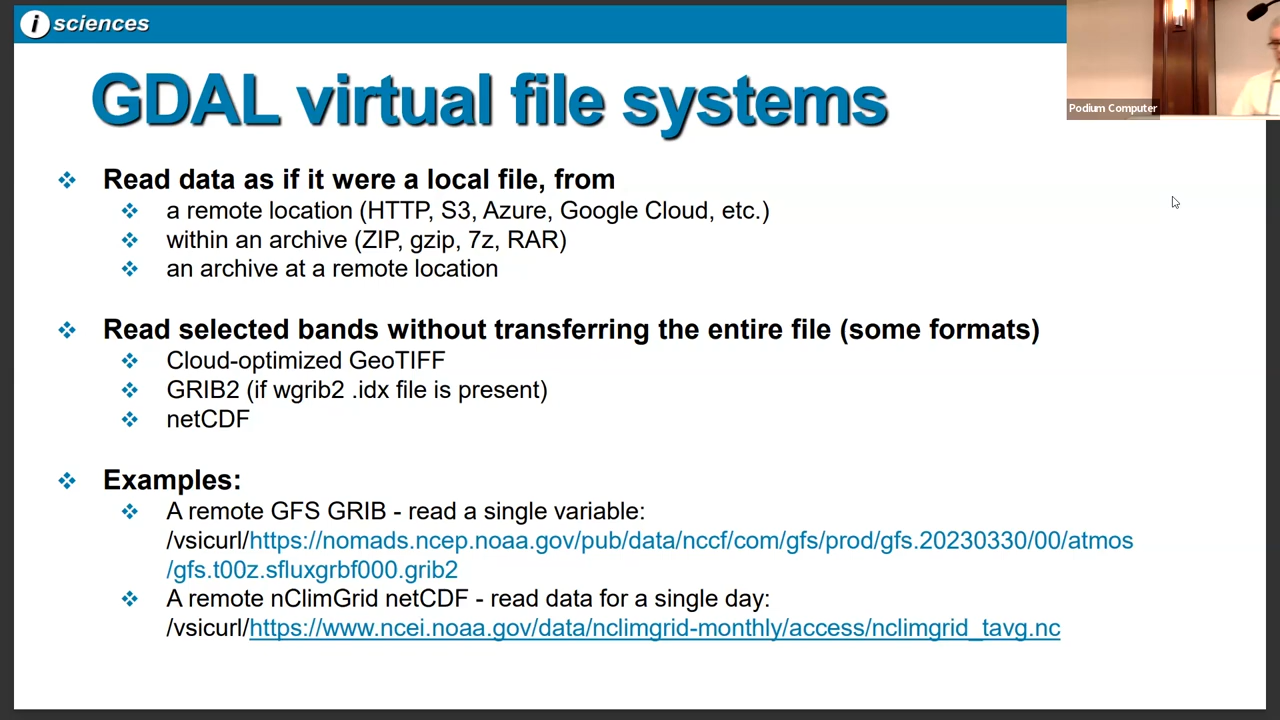 i sciences
Podium Computer
GDAL virtual file systems
Read data as if it were a local file, from
a remote location (HTTP, S3, Azure, Google Cloud, etc.)
within an archive (ZIP, gzip, 7z, RAR)
an archive at a remote location
Read selected bands without transferring the entire file (some formats)
Cloud-optimized GeoTIFF
GRIB2 (if wgrib2 .idx file is present)
netCDF
Examples:
A remote GFS GRIB - read a single variable:
/vsicurl/https://nomads.ncep.noaa.gov/pub/data/nccf/com/gfs/prod/gfs.20230330/00/atmos
/gfs.t00z.sfluxgrbf000.grib2
A remote nClimGrid netCDF - read data for a single day:
/vsicurl/https://www.ncei.noaa.gov/data/nclimgrid-monthly/access/nclimgrid_tavg.nc